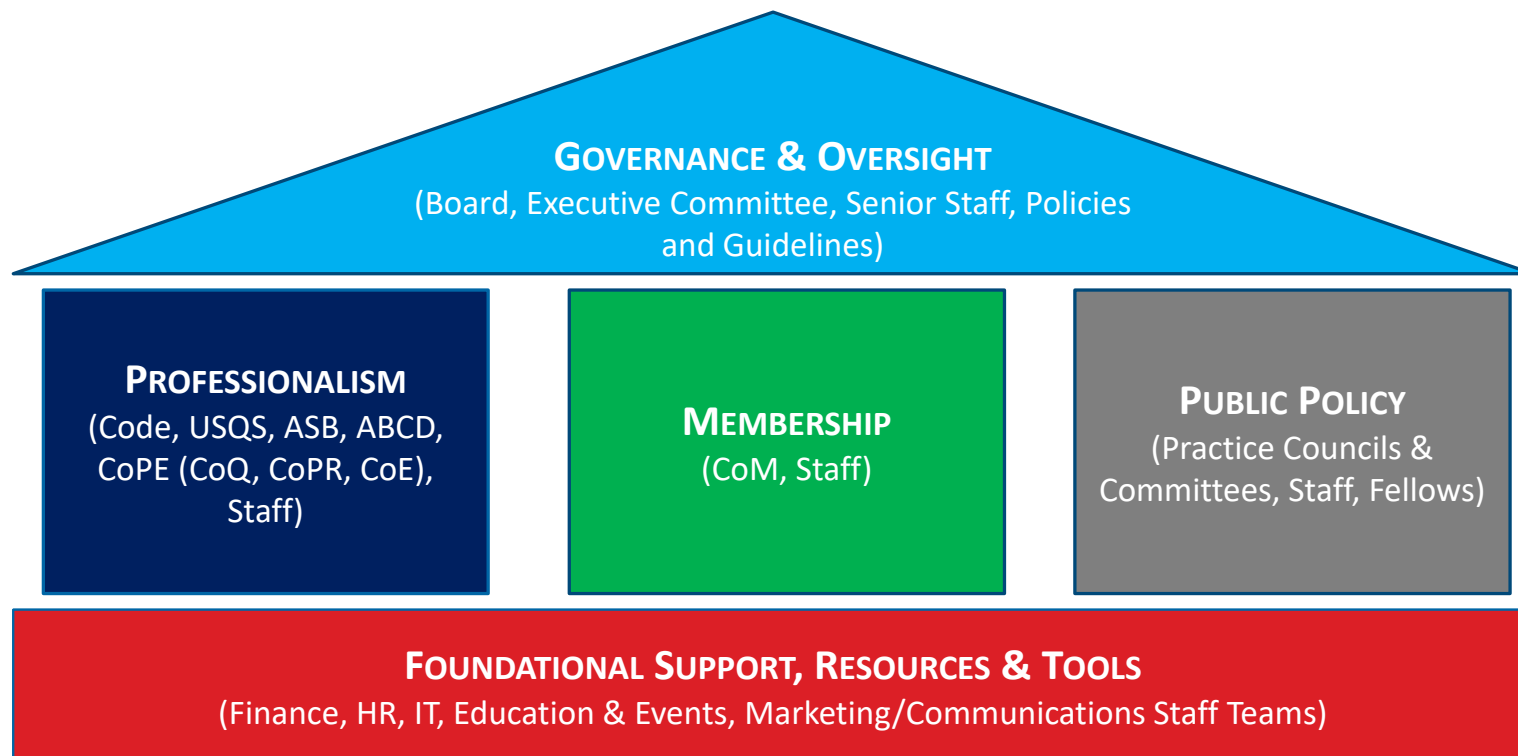 GOVERNANCE & OVERSIGHT
(Board, Executive Committee, Senior Staff, Policies
and Guidelines)
PROFESSIONALISM
(Code, USQS, ASB, ABCD,
CoPE (CoQ, CoPR, CoE),
Staff)
MEMBERSHIP
(CoM, Staff)
PUBLIC POLICY
(Practice Councils &
Committees, Staff, Fellows)
FOUNDATIONAL SUPPORT, RESOURCES & TOOLS
(Finance, HR, IT, Education & Events, Marketing/Communications Staff Teams)